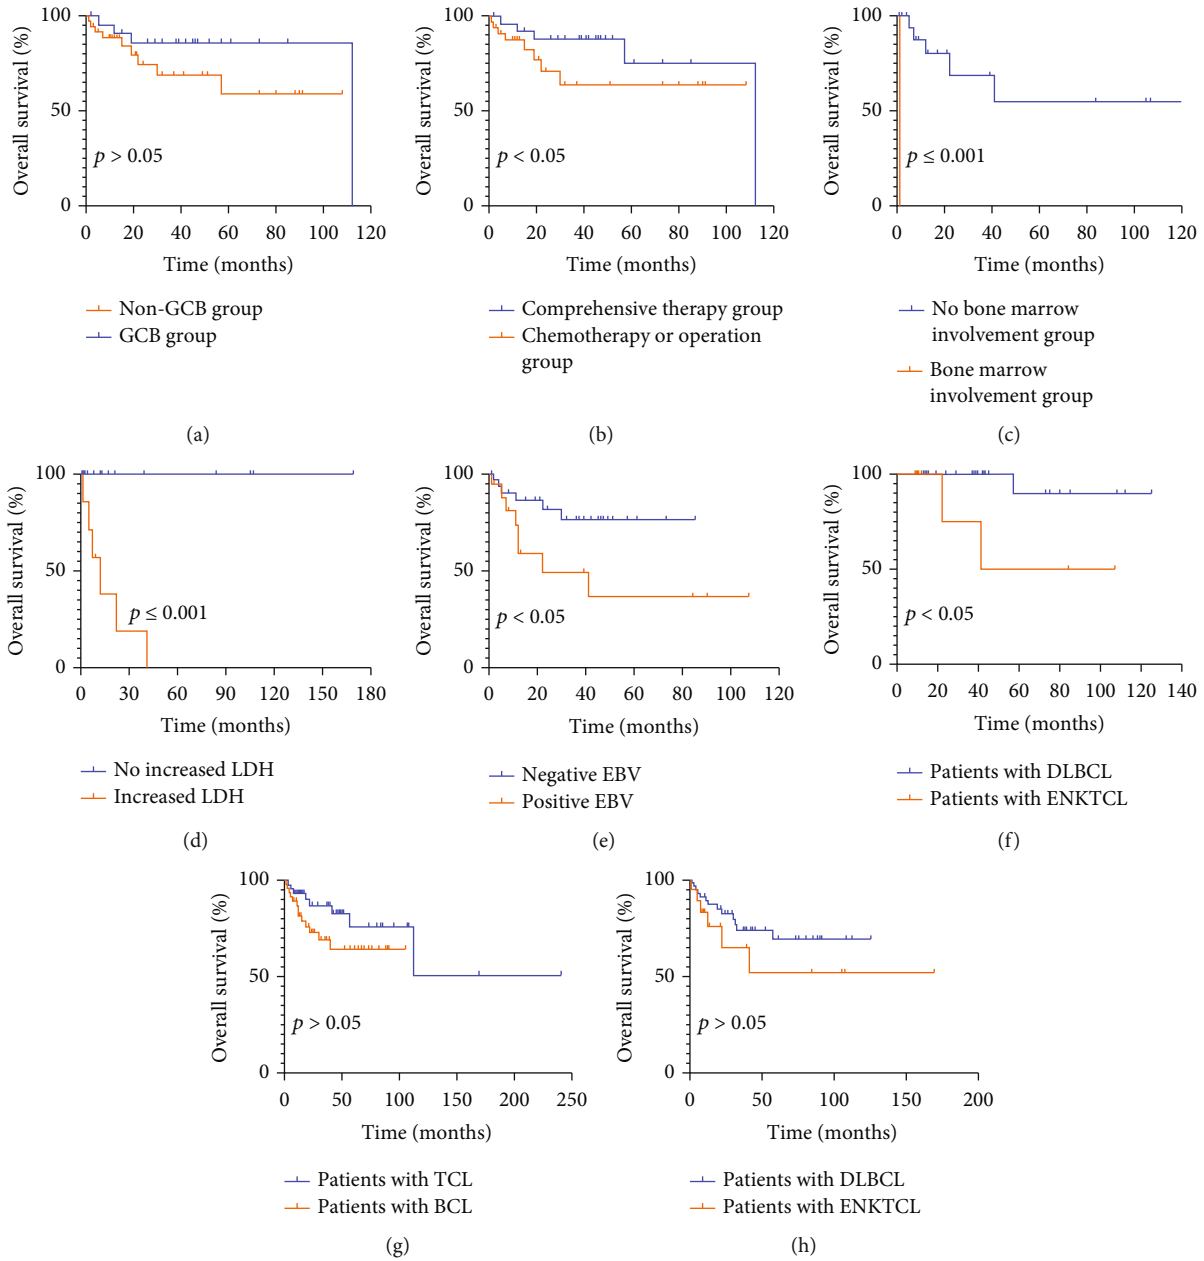 Overall survival (%)
100
50
0
p > 0.05
0 20 40 60 80 100 120
Time (months)
Non-GCB group
GCB group
(a)
Overall survival (%)
100
50
0
p < 0.05
0 20 40 60 80 100 120
Time (months)
Comprehensive therapy group
Chemotherapy or operation
group
(b)
Overall survival (%)
100
50
0
p ≤ 0.001
0 20 40 60 80 100 120
Time (months)
No bone marrow
involvement group
Bone marrow
involvement group
(c)
Overall survival (%)
100
50
0
p ≤ 0.001
0 30 60 90 120 150 180
Time (months)
No increased LDH
Increased LDH
(d)
Overall survival (%)
100
50
0
p < 0.05
0 20 40 60 80 100 120
Time (months)
Negative EBV
Positive EBV
(e)
Overall survival (%)
100
50
0
p < 0.05
0 20 40 60 80 100 120 140
Time (months)
Patients with DLBCL
Patients with ENKTCL
(f)
Overall survival (%)
100
50
0
p > 0.05
0 50 100 150 200 250
Time (months)
Patients with TCL
Patients with BCL
(g)
Overall survival (%)
100
50
0
p > 0.05
0 50 100 150 200
Time (months)
Patients with DLBCL
Patients with ENKTCL
(h)